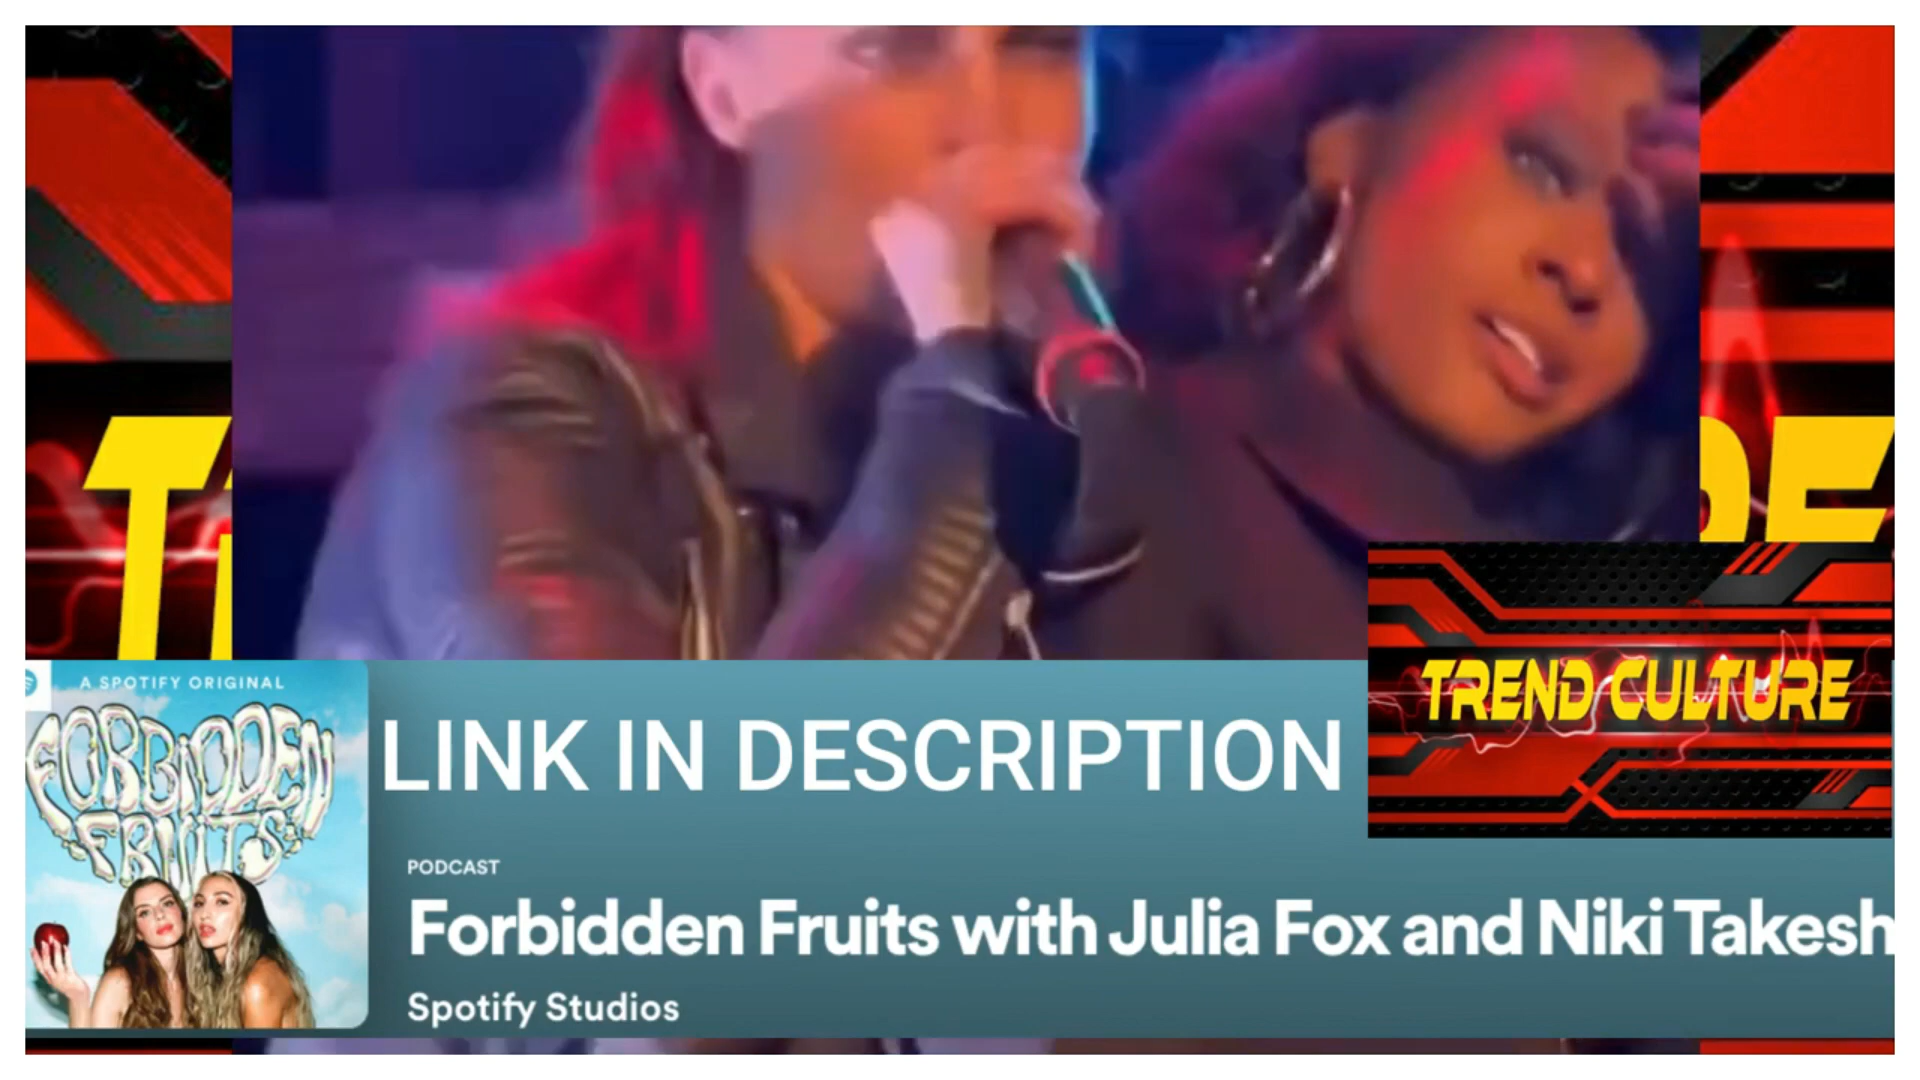 A SPOTIFY ORIGINAL
FORBIDDEN
FRUITS
LINK IN DESCRIPTION
TREND CULTURE
PODCAST
Forbidden Fruits with Julia Fox and Niki Takesh
Spotify Studios